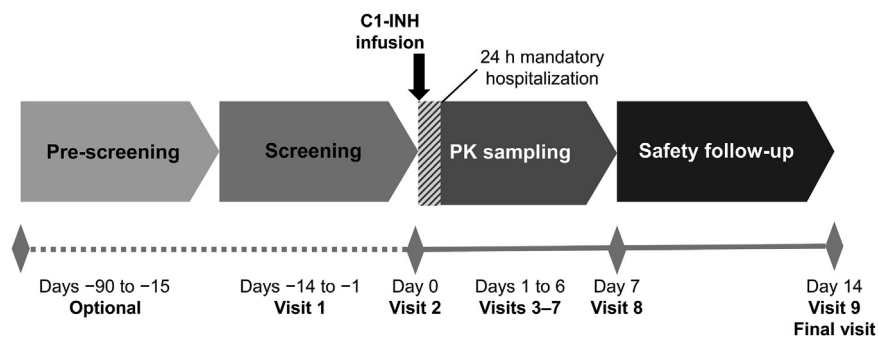 C1-INH
infusion
24 h mandatory
hospitalization
Pre-screening
Screening
PK sampling
Safety follow-up
Days −90 to −15
Optional
Days −14 to −1
Visit 1
Day 0
Visit 2
Days 1 to 6
Visits 3–7
Day 7
Visit 8
Day 14
Visit 9
Final visit